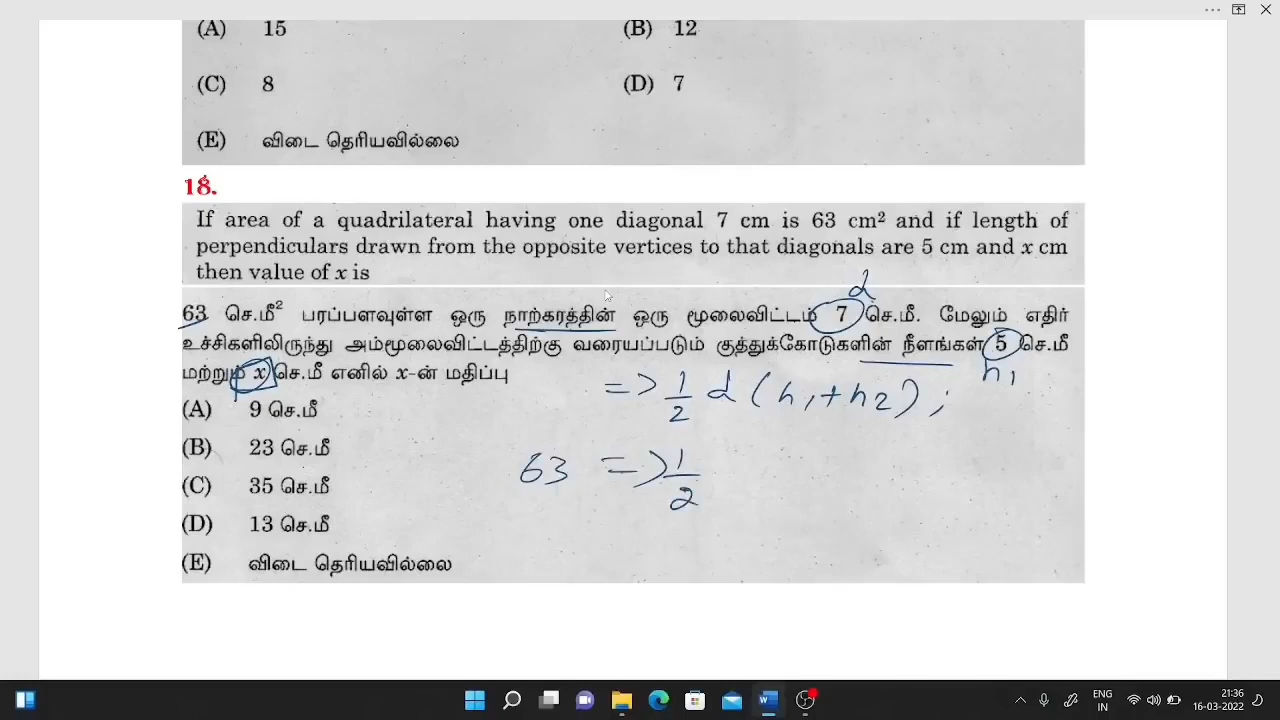 (A) 15 (B) 12
(C) 8 (D) 7
(E) விடை தெரியவில்லை
18.
If area of a quadrilateral having one diagonal 7 cm is 63 cm² and if length of
perpendiculars drawn from the opposite vertices to that diagonals are 5 cm and x cm
then value of x is
d
63 செ.மீ² பரப்பளவுள்ள ஒரு நாற்கரத்தின் ஒரு மூலைவிட்டம் 7 செ.மீ. மேலும் எதிர்
உச்சிகளிலிருந்து அம்மூலைவிட்டத்திற்கு வரையப்படும் குத்துக்கோடுகளின் நீளங்கள் 5 செ.மீ
h₁
மற்றும் x செ.மீ எனில் x-ன் மதிப்பு
=> 1/2 d (h₁+h₂) ;
(A) 9 செ.மீ
(B) 23 செ.மீ
63 => 1/2
(C) 35 செ.மீ
(D) 13 செ.மீ
(E) விடை தெரியவில்லை
ENG
IN
21:36
16-03-2022